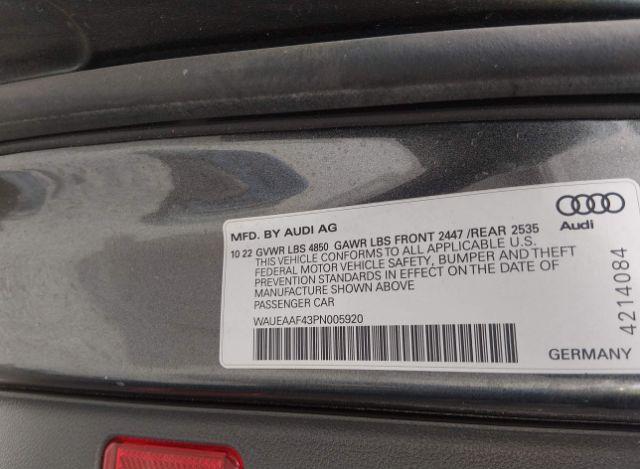 MFD. BY AUDI AG
10 22 GVWR LBS 4850 GAWR LBS FRONT 2447 /REAR 2535
THIS VEHICLE CONFORMS TO ALL APPLICABLE U.S.
FEDERAL MOTOR VEHICLE SAFETY, BUMPER AND THEFT
PREVENTION STANDARDS IN EFFECT ON THE DATE OF
MANUFACTURE SHOWN ABOVE
PASSENGER CAR
WAUEAAF43PN005920
Audi
4214084
GERMANY